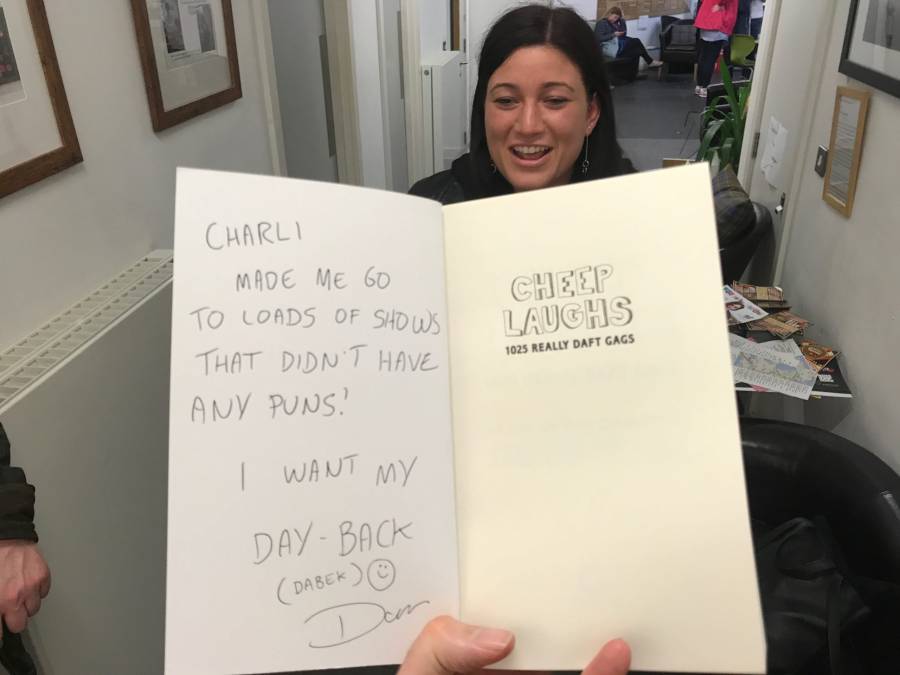 CHARLI
MADE ME GO
TO LOADS OF SHOWS
THAT DIDN'T HAVE
ANY PUNS!
I WANT MY
DAY-BACK
(DABEK)
Dan
CHEEP
LAUGHS
1025 REALLY DAFT GAGS